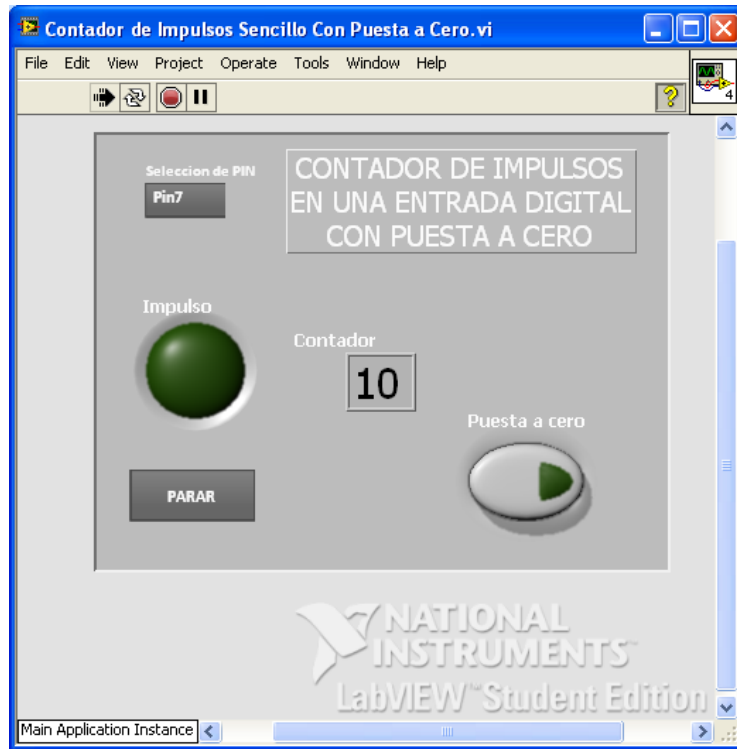 Contador de Impulsos Sencillo Con Puesta a Cero.vi
File Edit View Project Operate Tools Window Help
?
4
Seleccion de PIN
Pin7
CONTADOR DE IMPULSOS
EN UNA ENTRADA DIGITAL
CON PUESTA A CERO
Impulso
Contador
10
Puesta a cero
PARAR
NATIONAL
INSTRUMENTS
LabVIEW™ Student Edition
Main Application Instance